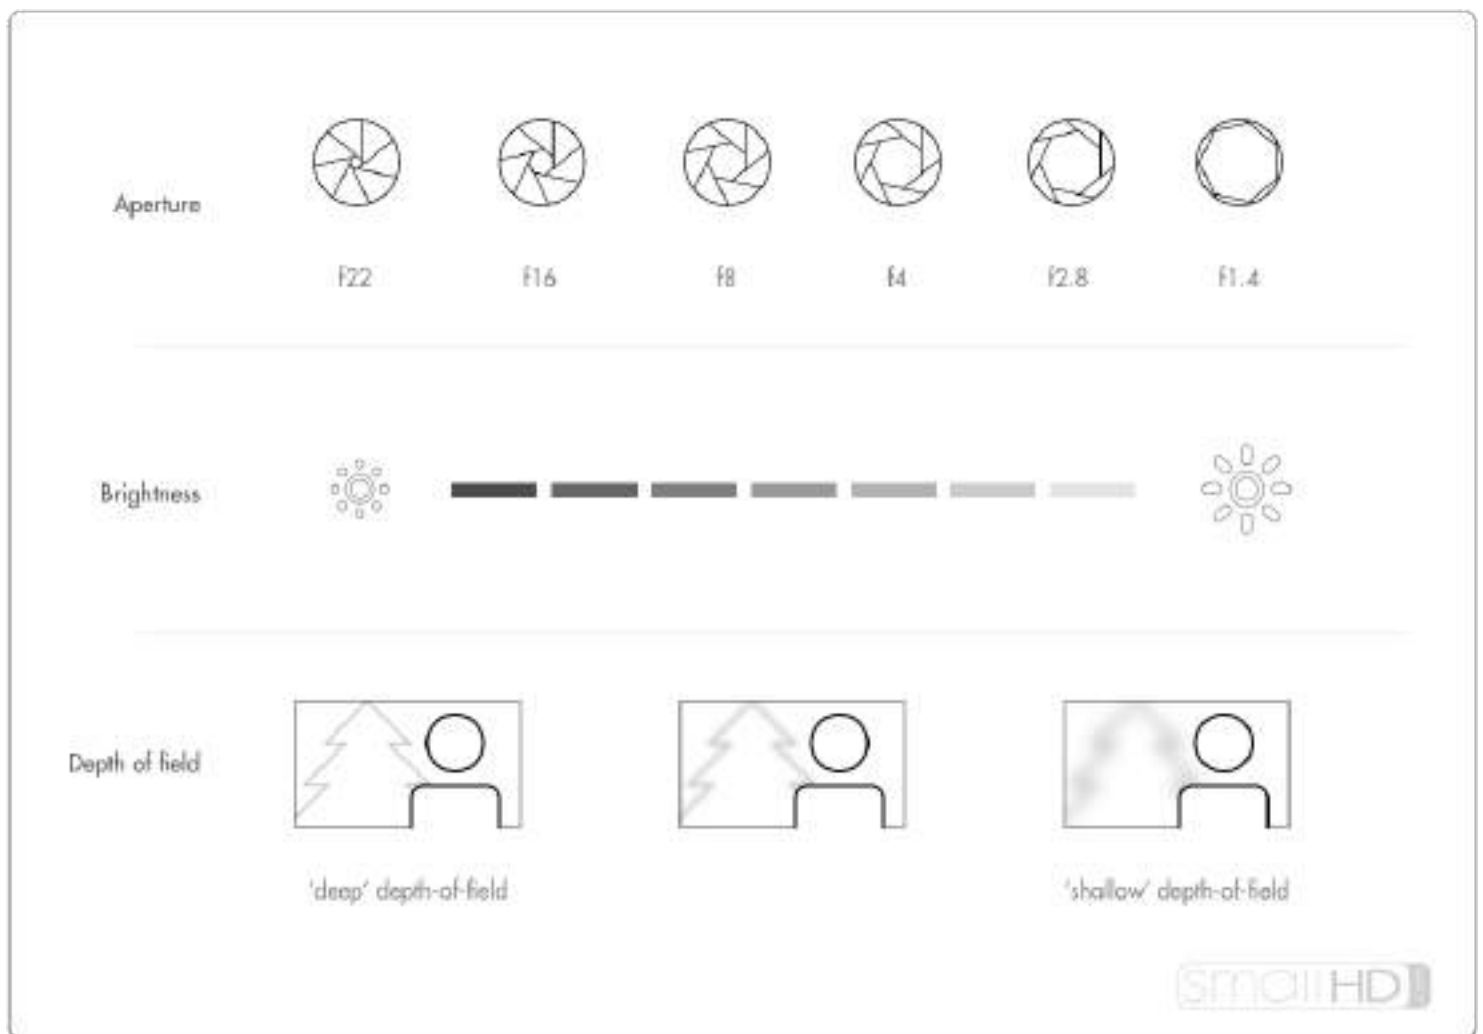 Aperture
f22
f16
f8
f4
f2.8
f1.4
Brightness
Depth of field
'deep' depth-of-field
'shallow' depth-of-field
smallHD